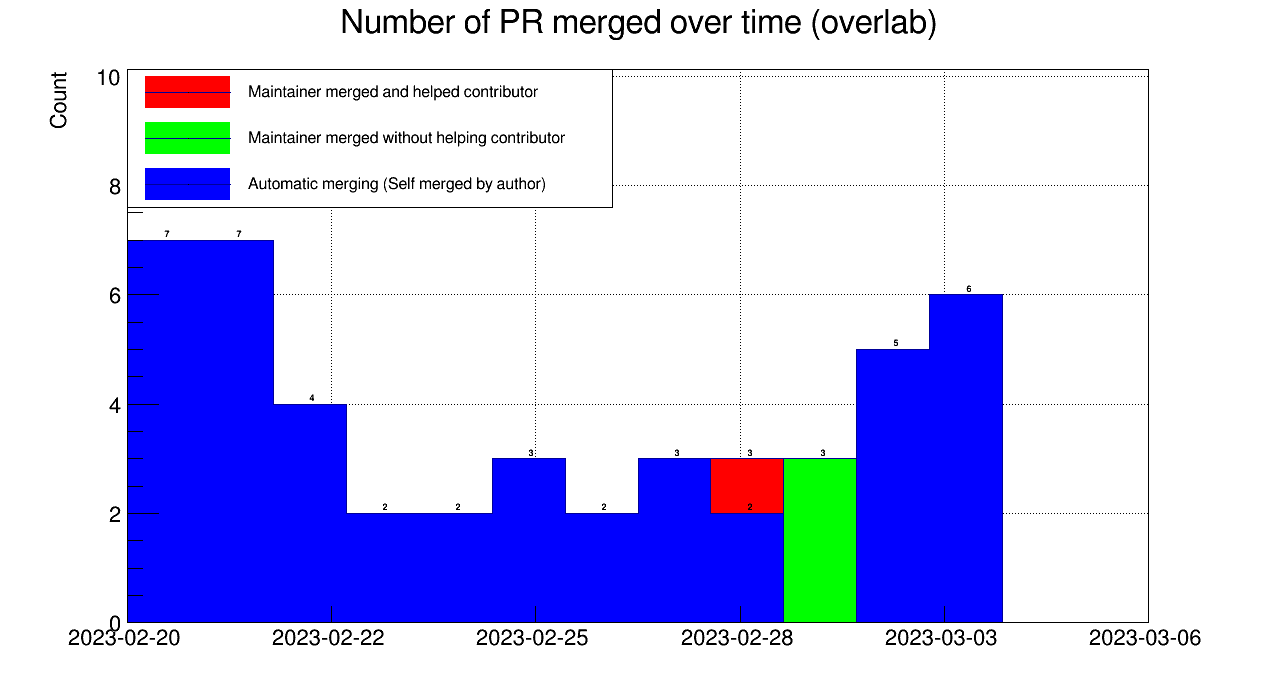 Number of PR merged over time (overlab)
Count
10
8
6
4
2
0
Maintainer merged and helped contributor
Maintainer merged without helping contributor
Automatic merging (Self merged by author)
7 7 4 2 2 3 2 3 3 3 5 6
2
2023-02-20 2023-02-22 2023-02-25 2023-02-28 2023-03-03 2023-03-06